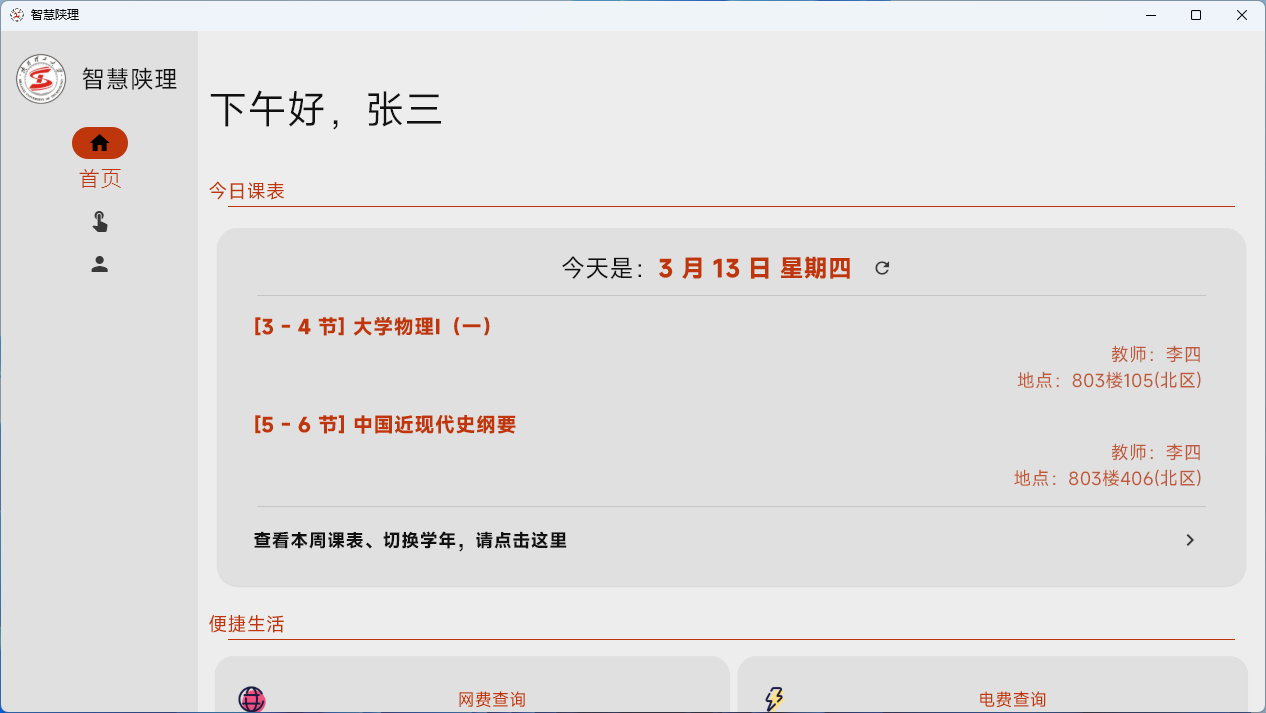 智慧陕理
智慧陕理
首页
下午好，张三
今日课表
今天是：3 月 13 日 星期四
[3 - 4 节] 大学物理I（一）
教师：李四
地点：803楼105(北区)
[5 - 6 节] 中国近现代史纲要
教师：李四
地点：803楼406(北区)
查看本周课表、切换学年，请点击这里
便捷生活
网费查询
电费查询